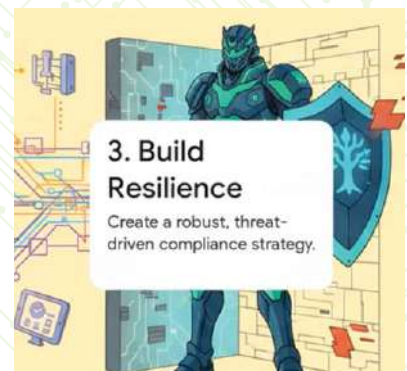 3. Build
Resilience
Create a robust, threat-
driven compliance strategy.